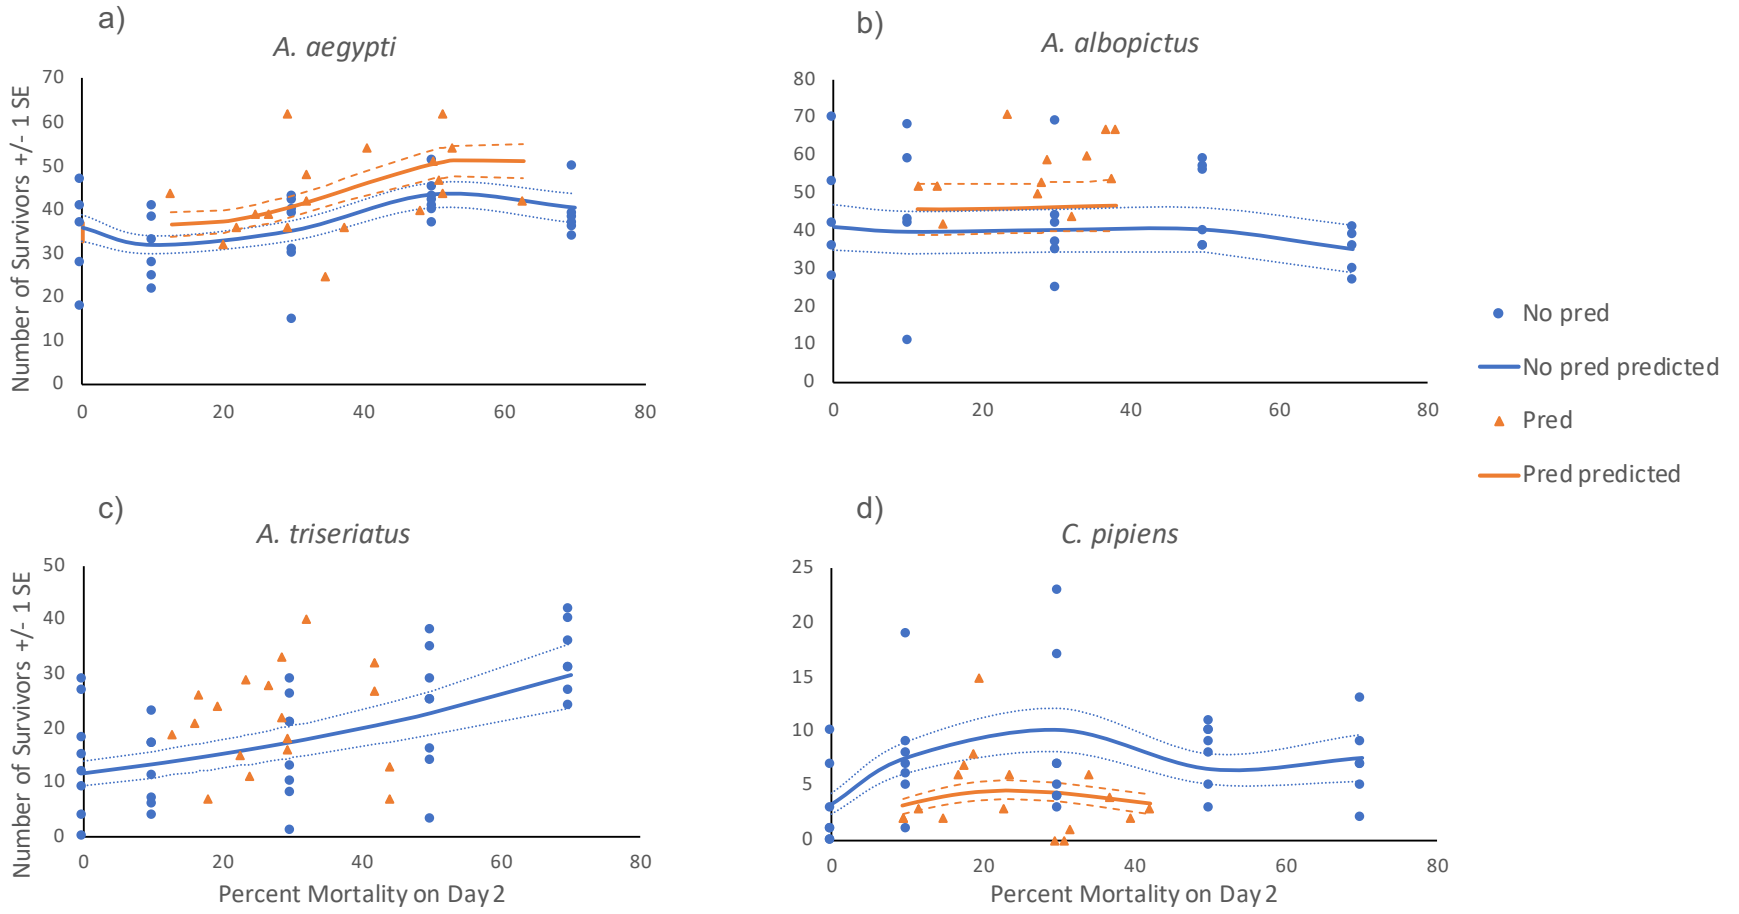 a)
A. aegypti
Number of Survivors +/- 1 SE
70
60
50
40
30
20
10
0
0 20 40 60 80
b)
A. albopictus
80
70
60
50
40
30
20
10
0
0 20 40 60 80
No pred
No pred predicted
Pred
Pred predicted
c)
A. triseriatus
Number of Survivors +/- 1 SE
50
40
30
20
10
0
0 20 40 60 80
Percent Mortality on Day 2
d)
C. pipiens
25
20
15
10
5
0
0 20 40 60 80
Percent Mortality on Day 2